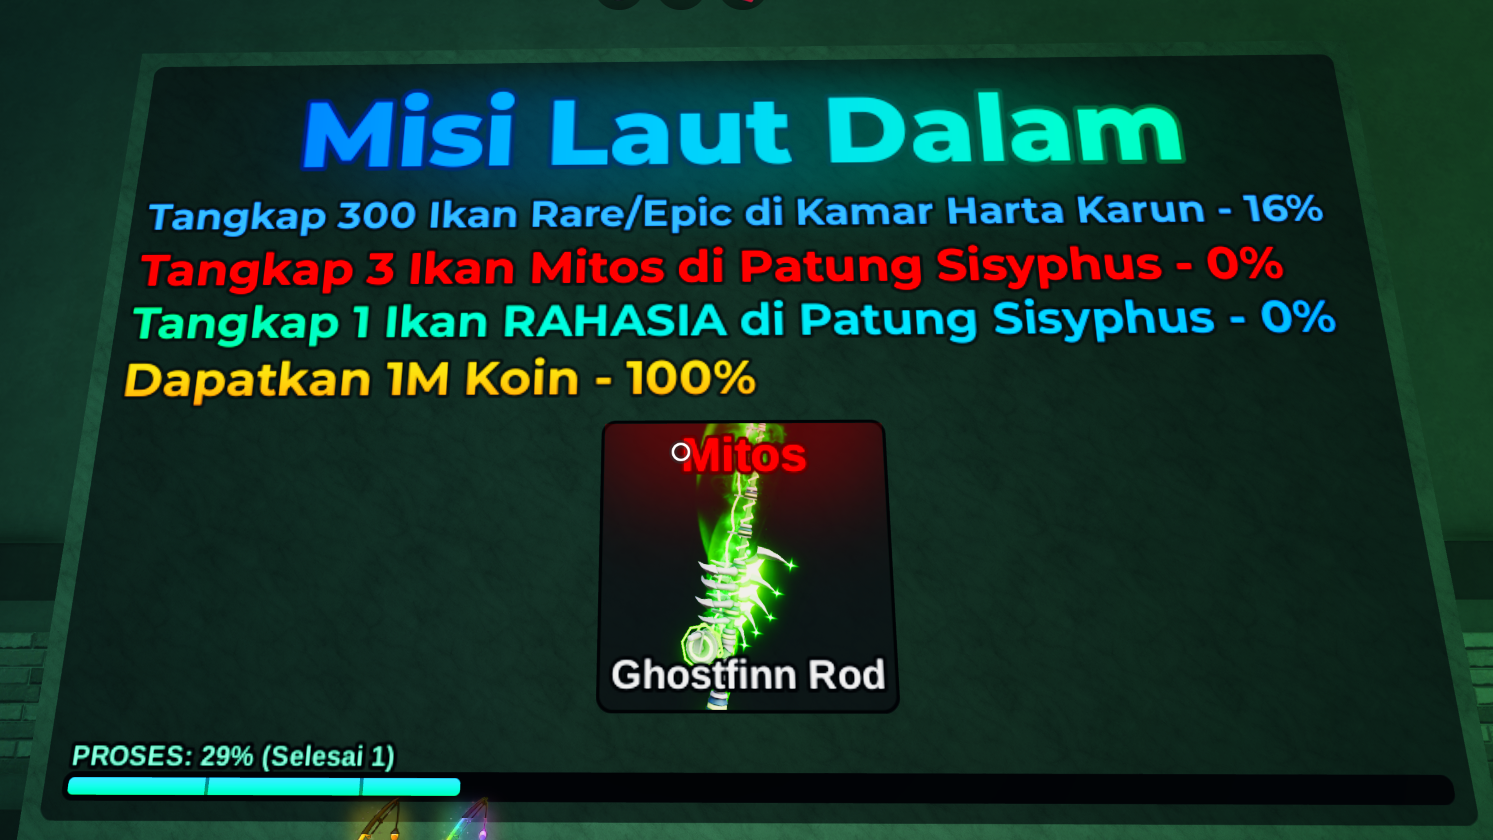 Misi Laut Dalam
Tangkap 300 Ikan Rare/Epic di Kamar Harta Karun - 16%
Tangkap 3 Ikan Mitos di Patung Sisyphus - 0%
Tangkap 1 Ikan RAHASIA di Patung Sisyphus - 0%
Dapatkan 1M Koin - 100%
Mitos
Ghostfinn Rod
PROSES: 29% (Selesai 1)